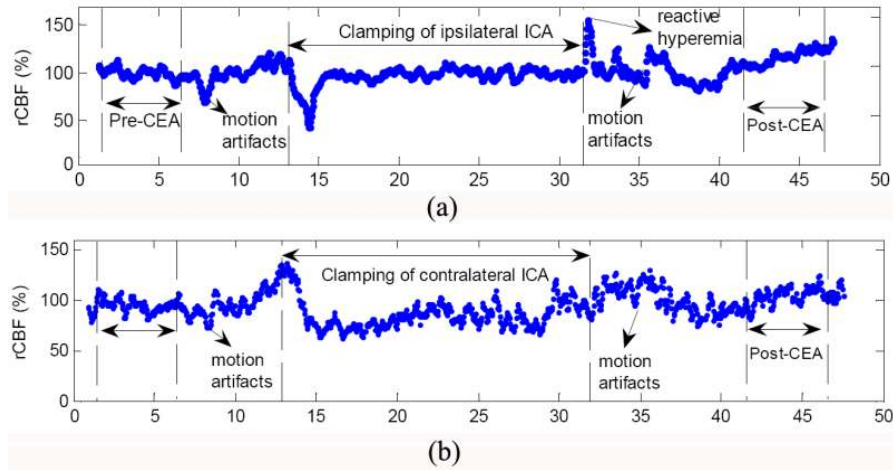 150
100
50
0
rCBF (%)
Clamping of ipsilateral ICA
reactive
hyperemia
Pre-CEA
motion
artifacts
motion
artifacts
Post-CEA
0 5 10 15 20 25 30 35 40 45 50
(a)
150
100
50
0
rCBF (%)
Clamping of contralateral ICA
motion
artifacts
motion
artifacts
Post-CEA
0 5 10 15 20 25 30 35 40 45 50
(b)